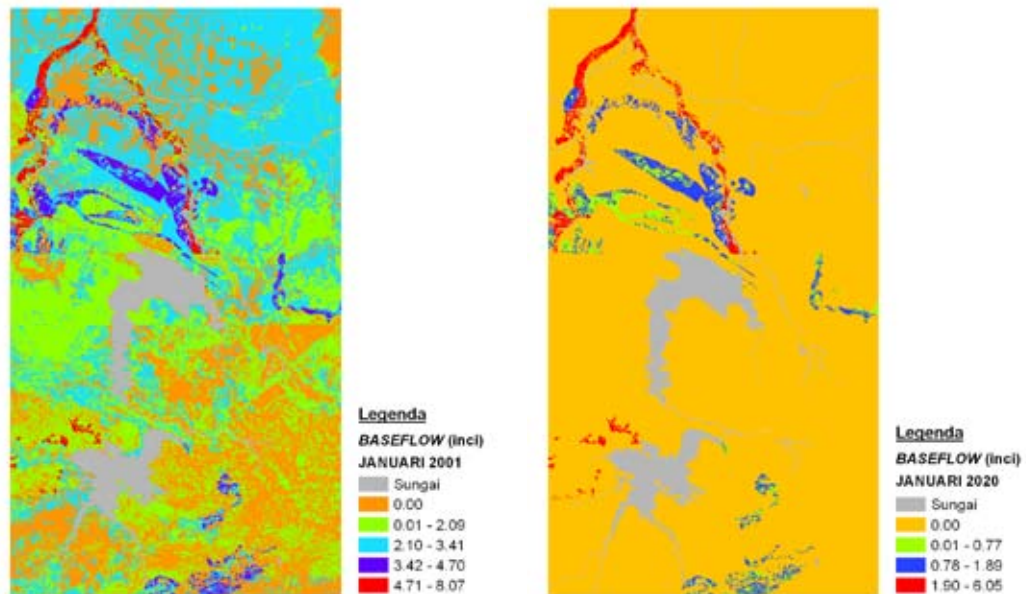 Legenda
BASEFLOW (inci)
JANUARI 2001
Sungai
0.00
0.01 - 2.09
2.10 - 3.41
3.42 - 4.70
4.71 - 8.07
Legenda
BASEFLOW (inci)
JANUARI 2020
Sungai
0.00
0.01 - 0.77
0.78 - 1.89
1.90 - 6.05